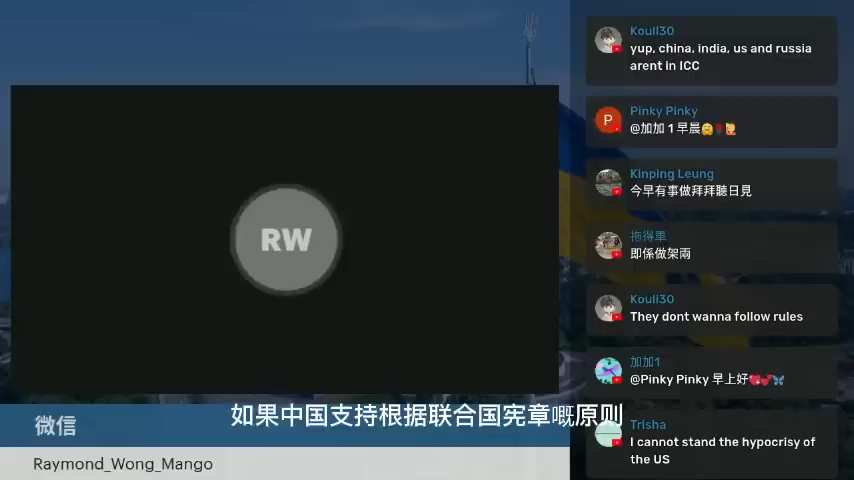 RW
如果中国支持根据联合国宪章嘅原则
微信
Raymond_Wong_Mango
Koull30
yup, china, india, us and russia
arent in ICC
Pinky Pinky
P
@加加 1 早晨🤗🌹🙋
Kinping Leung
今早有事做拜拜聽日見
拖得車
即係做架兩
Koull30
They dont wanna follow rules
加加1
@Pinky Pinky 早上好💖💕🦋
Trisha
I cannot stand the hypocrisy of
the US